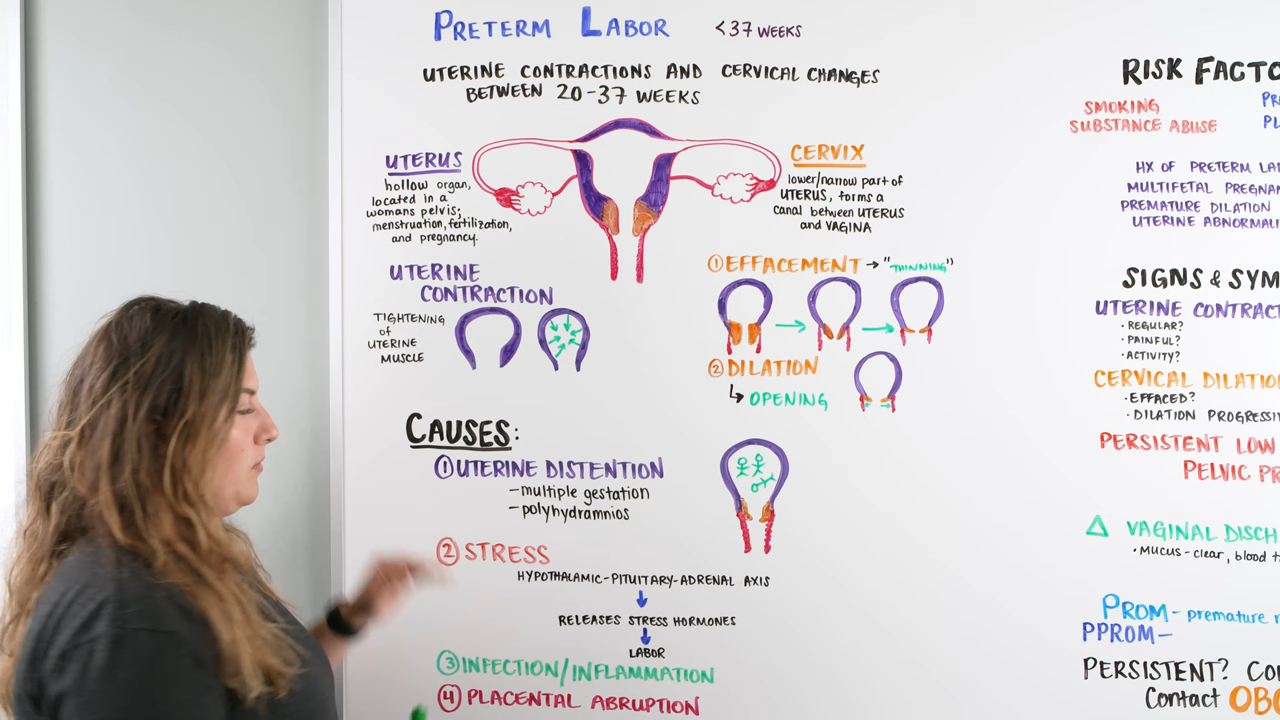 PRETERM LABOR <37 WEEKS
UTERINE CONTRACTIONS AND CERVICAL CHANGES
BETWEEN 20-37 WEEKS
UTERUS
hollow organ,
located in a
womans pelvis;
menstruation, fertilization,
and pregnancy.
CERVIX
lower/narrow part of
UTERUS, forms a
canal between UTERUS
and VAGINA
UTERINE
CONTRACTION
TIGHTENING
of
UTERINE
MUSCLE
① EFFACEMENT → "THINNING"
② DILATION
↳ OPENING
CAUSES:
① UTERINE DISTENTION
- multiple gestation
- polyhydramnios
② STRESS
HYPOTHALAMIC-PITUITARY-ADRENAL AXIS
↓
RELEASES STRESS HORMONES
↓
LABOR
③ INFECTION/INFLAMMATION
④ PLACENTAL ABRUPTION
RISK FACTO
SMOKING
SUBSTANCE ABUSE
HX OF PRETERM LA
MULTIFETAL PREGNA
PREMATURE DILATION
UTERINE ABNORMALI
SIGNS & SYM
UTERINE CONTRACT
• REGULAR?
• PAINFUL?
• ACTIVITY?
CERVICAL DILATIO
• EFFACED?
• DILATION PROGRESSI
PERSISTENT LOW
PELVIC PR
△ VAGINAL DISCH
• MUCUS - clear, blood t
PROM - premature r
PPROM -
PERSISTENT? CO
Contact OBG